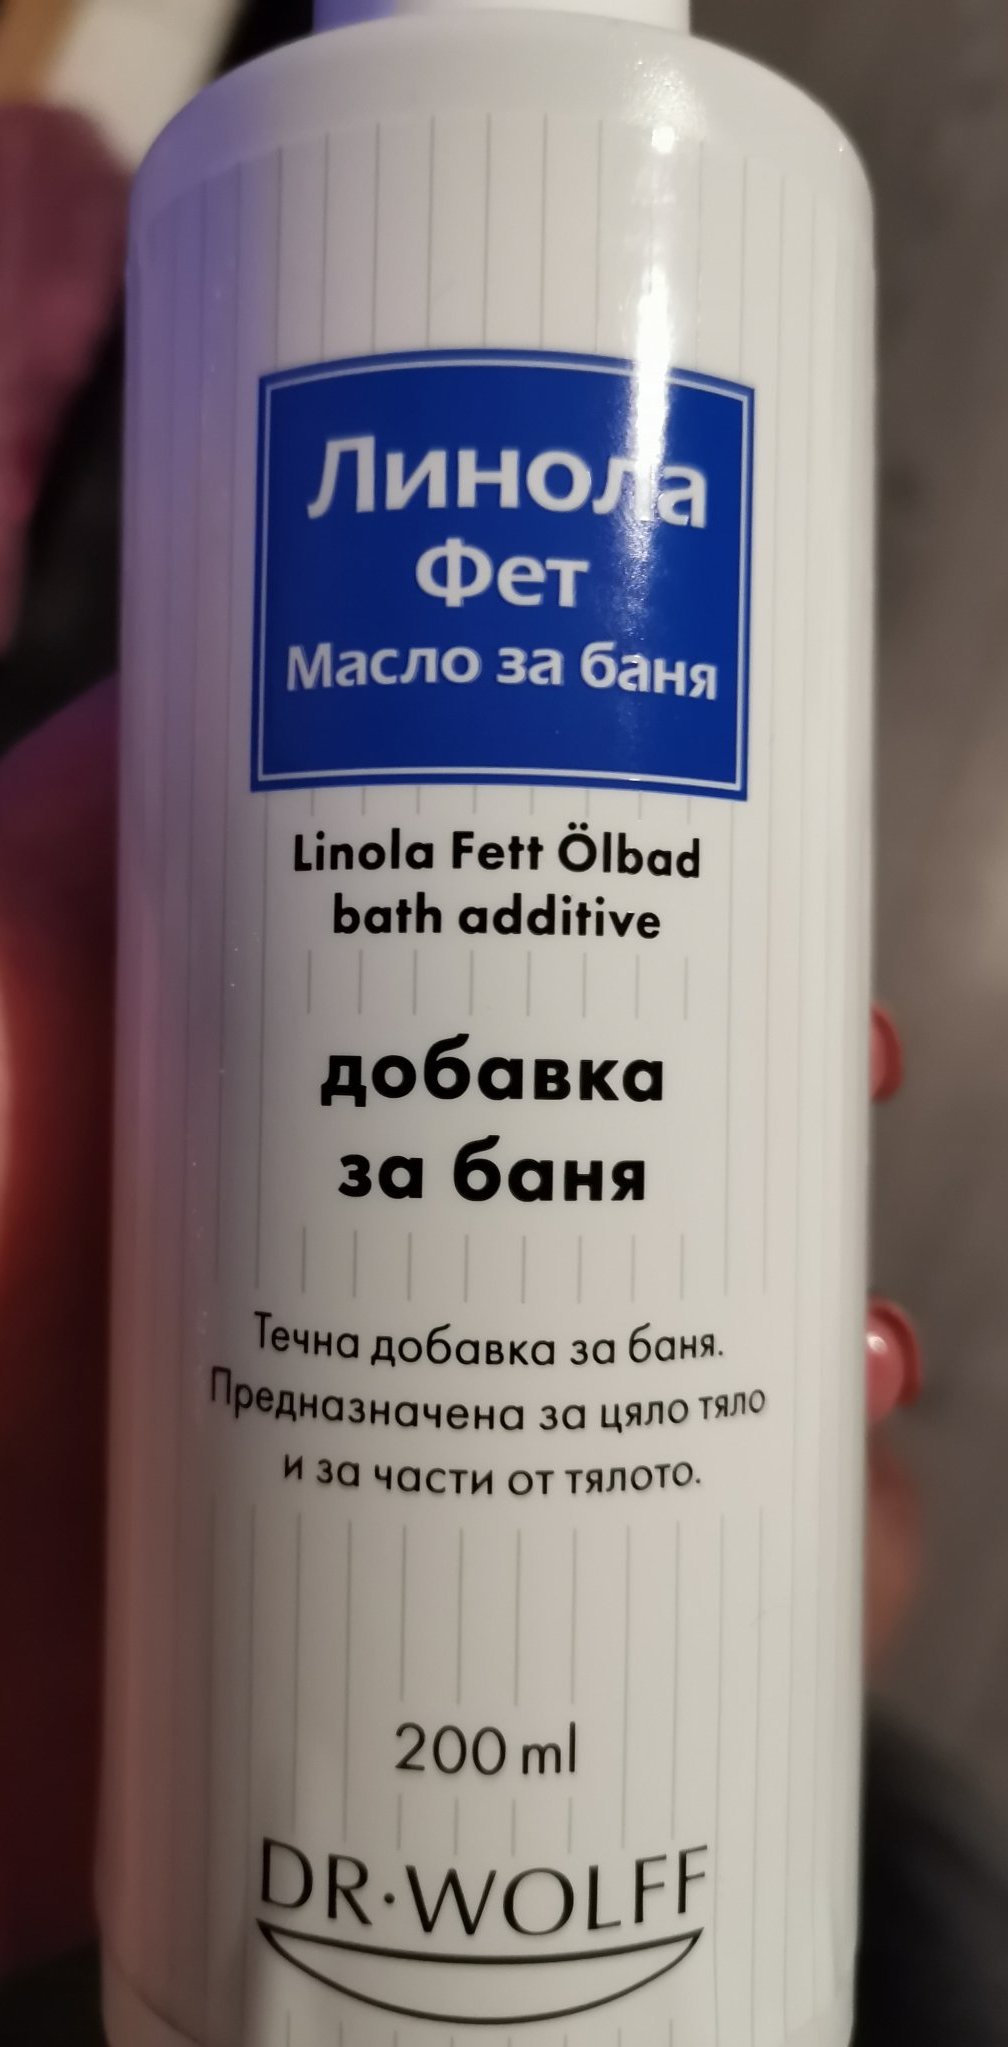 Линола
Фет
Масло за баня
Linola Fett Ölbad
bath additive
добавка
за баня
Течна добавка за баня.
Предназначена за цяло тяло
и за части от тялото.
200 ml
DR·WOLFF